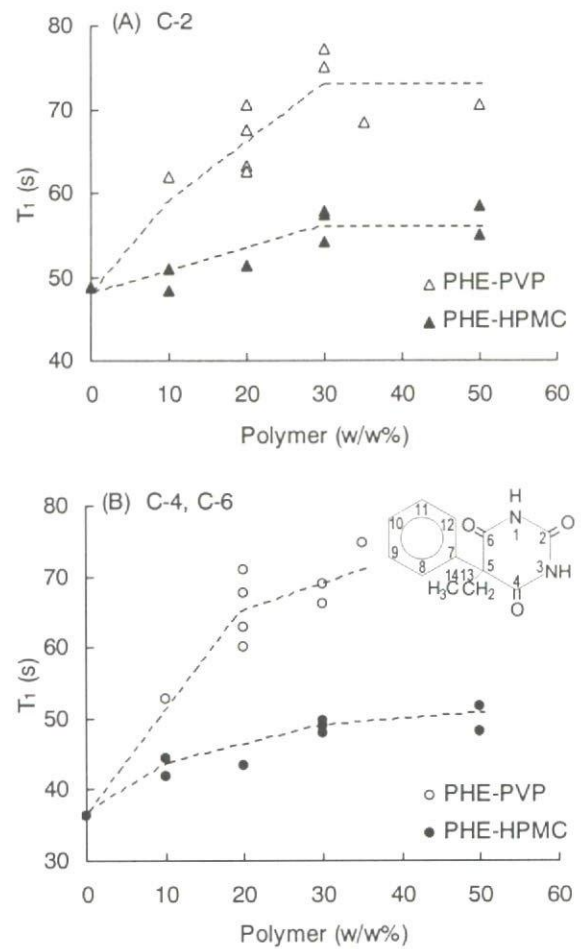 (A) C-2
80
70
60
50
40
T1 (s)
△ PHE-PVP
▲ PHE-HPMC
0 10 20 30 40 50 60
Polymer (w/w%)
(B) C-4, C-6
80
70
60
50
40
30
T1 (s)
H
O N O
11
10 12 6 1 2
9 7 5 3
8 14 13 4 NH
H3C CH2
O
○ PHE-PVP
● PHE-HPMC
0 10 20 30 40 50 60
Polymer (w/w%)